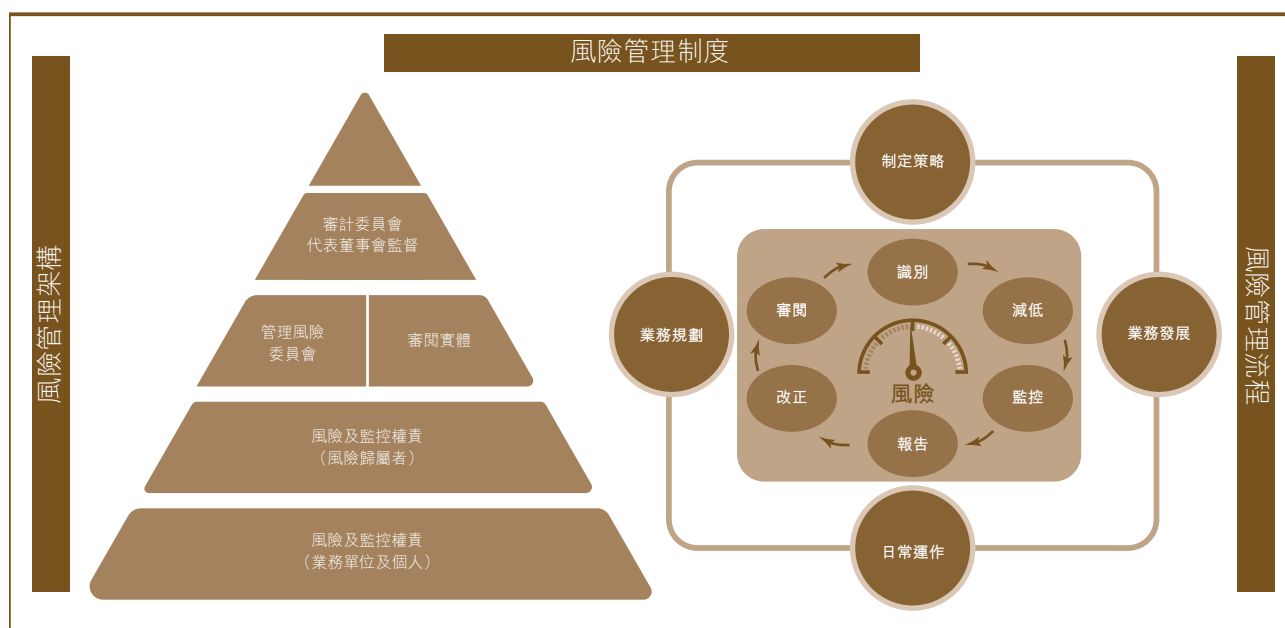 風險管理制度
風險管理架構
審計委員會
代表董事會監督
管理風險
委員會
審閱實體
風險及監控權責
（風險歸屬者）
風險及監控權責
（業務單位及個人）
制定策略
業務規劃
業務發展
日常運作
識別
減低
監控
報告
改正
審閱
風險
風險管理流程